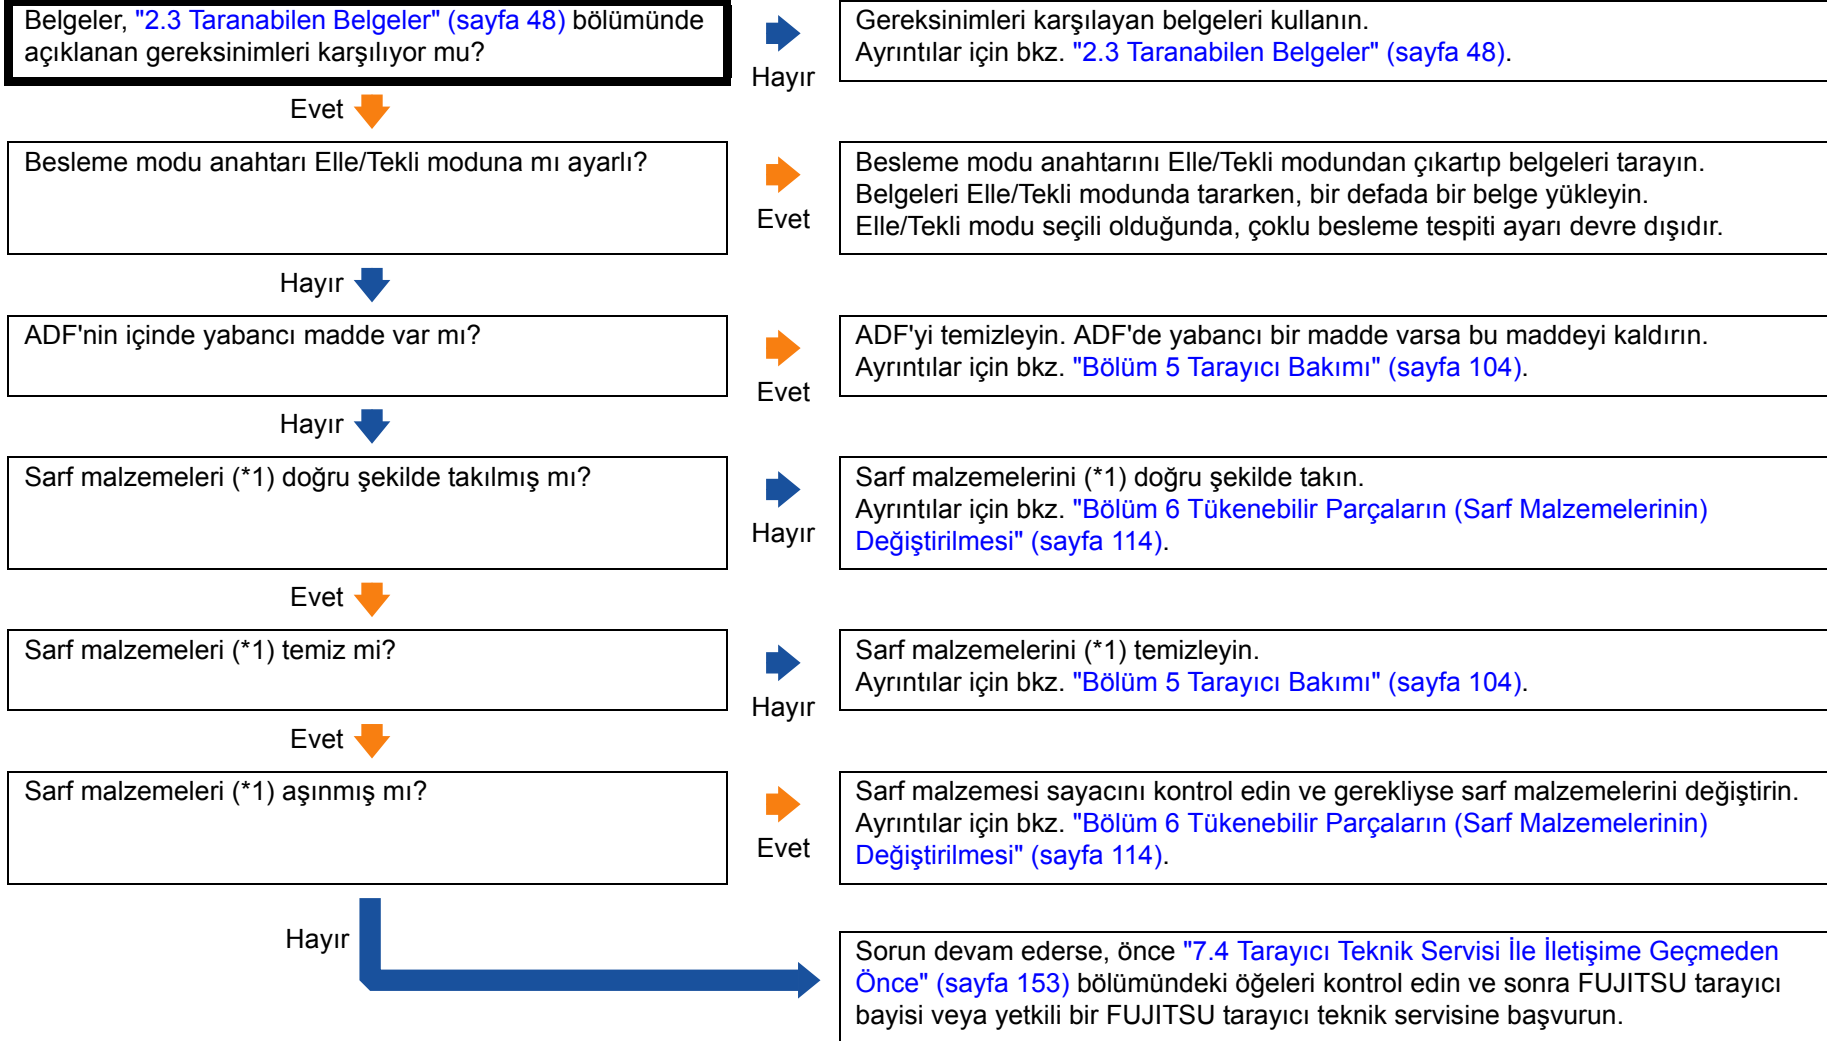 Belgeler, "2.3 Taranabilen Belgeler" (sayfa 48) bölümünde
açıklanan gereksinimleri karşılıyor mu?
Hayır
Gereksinimleri karşılayan belgeleri kullanın.
Ayrıntılar için bkz. "2.3 Taranabilen Belgeler" (sayfa 48).
Evet
Besleme modu anahtarı Elle/Tekli moduna mı ayarlı?
Evet
Besleme modu anahtarını Elle/Tekli modundan çıkartıp belgeleri tarayın.
Belgeleri Elle/Tekli modunda tararken, bir defada bir belge yükleyin.
Elle/Tekli modu seçili olduğunda, çoklu besleme tespiti ayarı devre dışıdır.
Hayır
ADF'nin içinde yabancı madde var mı?
Evet
ADF'yi temizleyin. ADF'de yabancı bir madde varsa bu maddeyi kaldırın.
Ayrıntılar için bkz. "Bölüm 5 Tarayıcı Bakımı" (sayfa 104).
Hayır
Sarf malzemeleri (*1) doğru şekilde takılmış mı?
Hayır
Sarf malzemelerini (*1) doğru şekilde takın.
Ayrıntılar için bkz. "Bölüm 6 Tükenebilir Parçaların (Sarf Malzemelerinin)
Değiştirilmesi" (sayfa 114).
Evet
Sarf malzemeleri (*1) temiz mi?
Hayır
Sarf malzemelerini (*1) temizleyin.
Ayrıntılar için bkz. "Bölüm 5 Tarayıcı Bakımı" (sayfa 104).
Evet
Sarf malzemeleri (*1) aşınmış mı?
Evet
Sarf malzemesi sayacını kontrol edin ve gerekliyse sarf malzemelerini değiştirin.
Ayrıntılar için bkz. "Bölüm 6 Tükenebilir Parçaların (Sarf Malzemelerinin)
Değiştirilmesi" (sayfa 114).
Hayır
Sorun devam ederse, önce "7.4 Tarayıcı Teknik Servisi İle İletişime Geçmeden
Önce" (sayfa 153) bölümündeki öğeleri kontrol edin ve sonra FUJITSU tarayıcı
bayisi veya yetkili bir FUJITSU tarayıcı teknik servisine başvurun.